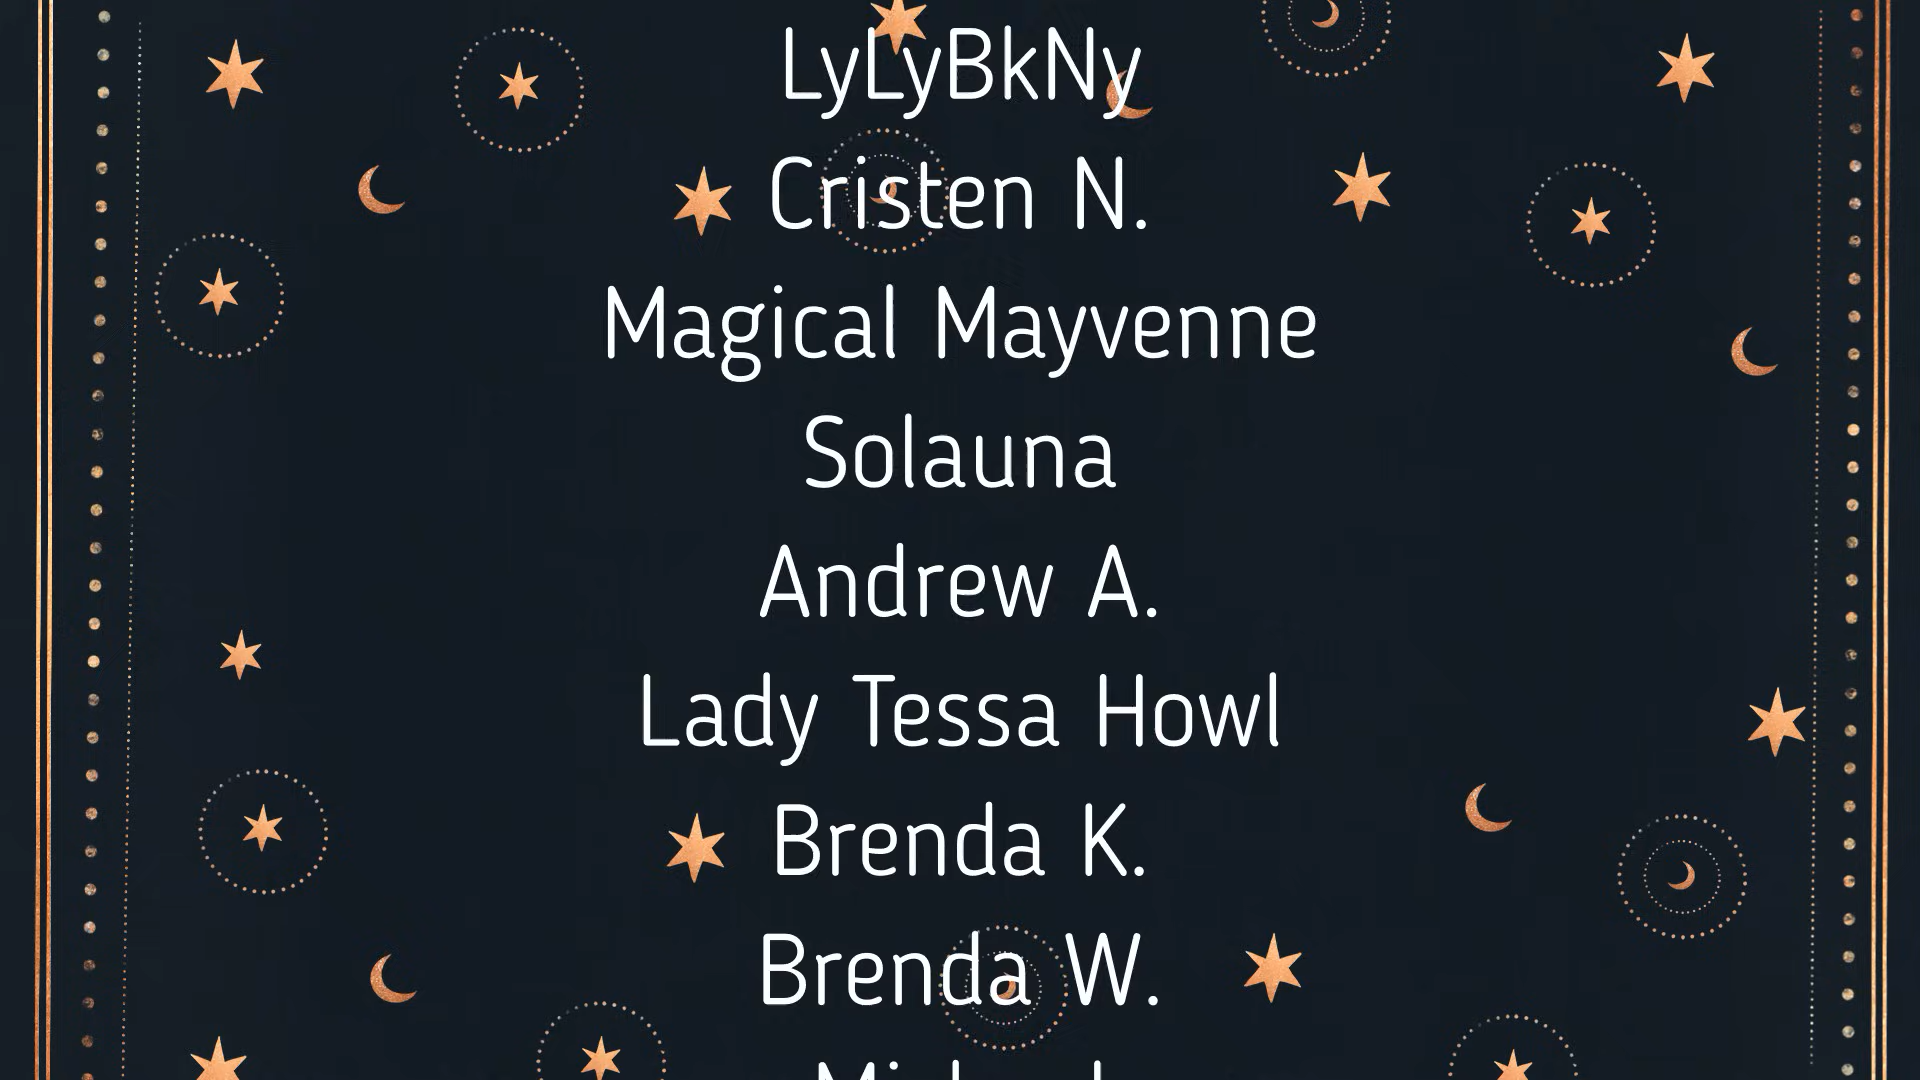 LyLyBkNy
Cristen N.
Magical Mayvenne
Solauna
Andrew A.
Lady Tessa Howl
Brenda K.
Brenda W.